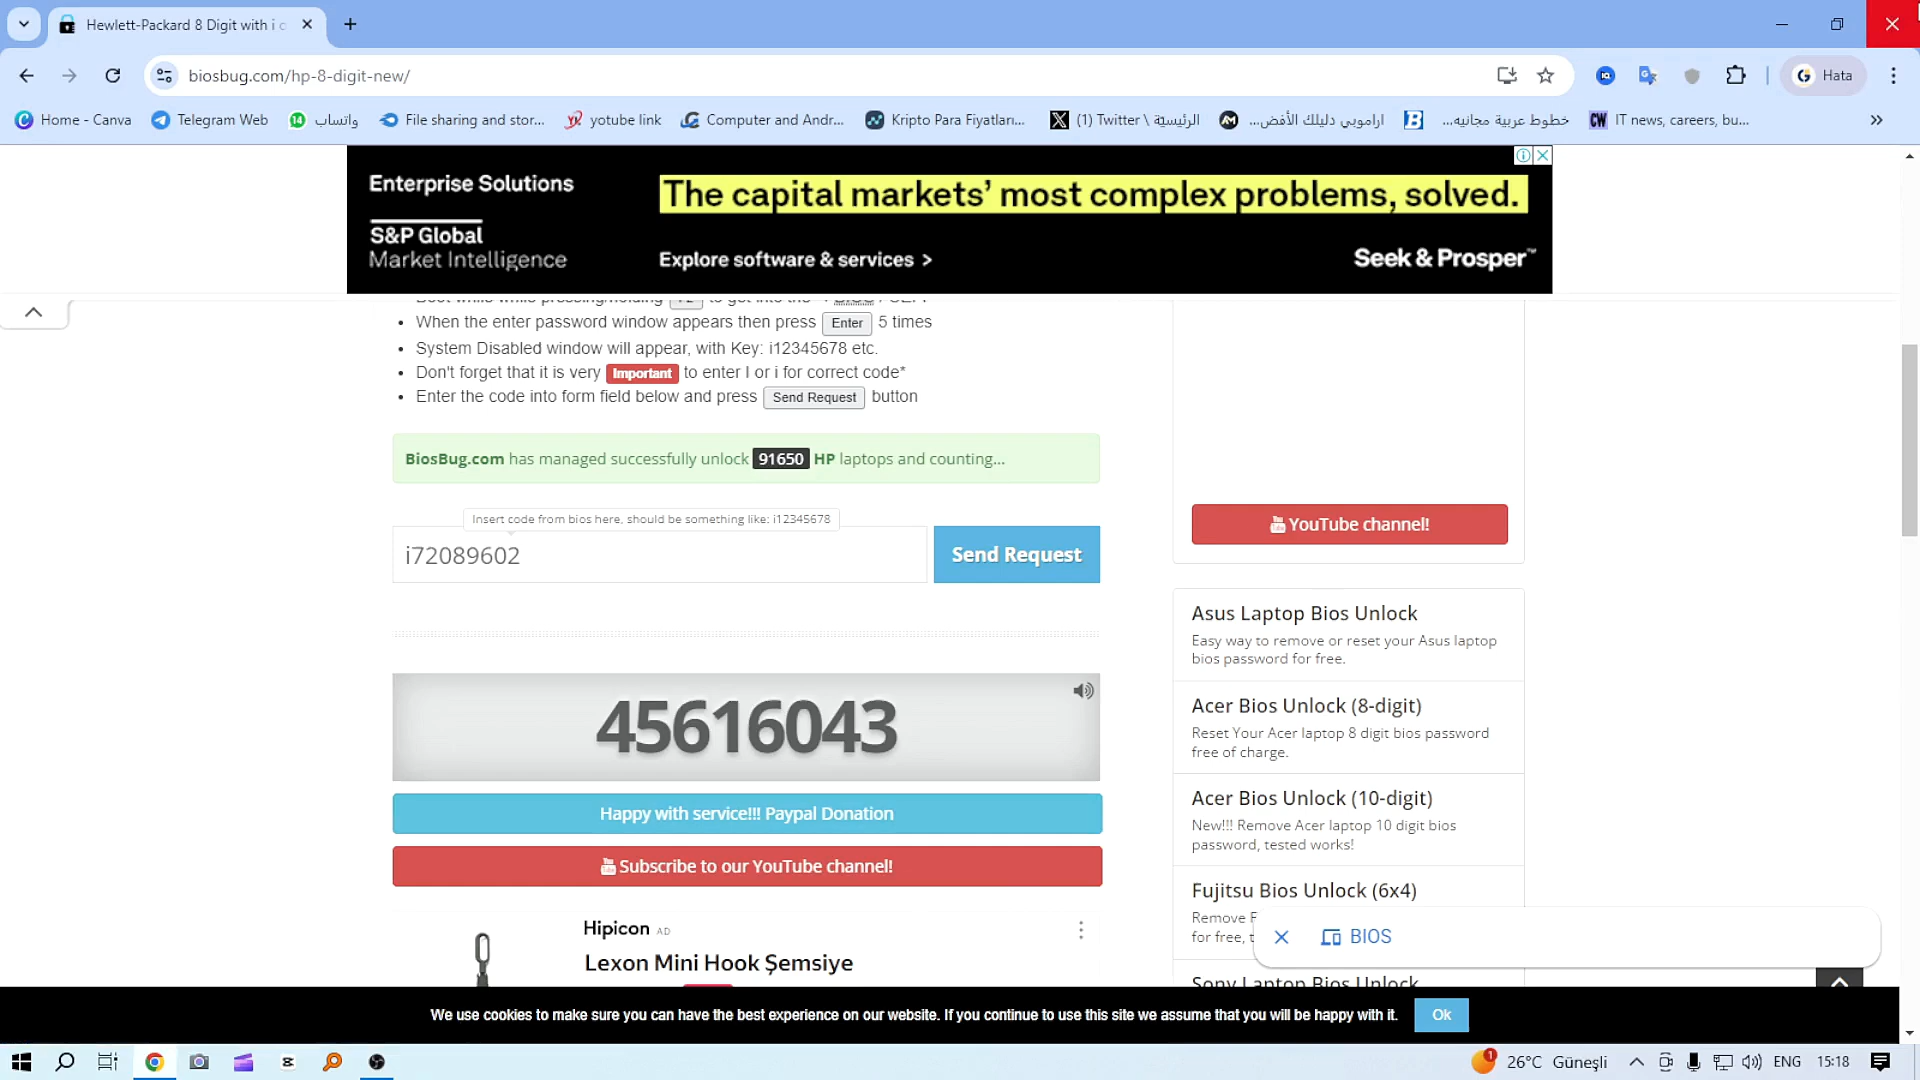 Hewlett-Packard 8 Digit with i c
biosbug.com/hp-8-digit-new/
Hata
Home - Canva
Telegram Web
14
واتساب
File sharing and stor...
yotube link
Computer and Andr...
Kripto Para Fiyatları...
(1) Twitter \ الرئيسية
اراموبي دليلك الأفض...
خطوط عربية مجانيه...
CW
IT news, careers, bu...
Enterprise Solutions
S&P Global
Market Intelligence
The capital markets' most complex problems, solved.
Explore software & services >
Seek & Prosper™
When the enter password window appears then press Enter 5 times
System Disabled window will appear, with Key: i12345678 etc.
Don't forget that it is very Important to enter I or i for correct code*
Enter the code into form field below and press Send Request button
BiosBug.com has managed successfully unlock 91650 HP laptops and counting...
Insert code from bios here, should be something like: i12345678
i72089602
Send Request
45616043
Happy with service!!! Paypal Donation
Subscribe to our YouTube channel!
Hipicon AD
Lexon Mini Hook Şemsiye
YouTube channel!
Asus Laptop Bios Unlock
Easy way to remove or reset your Asus laptop
bios password for free.
Acer Bios Unlock (8-digit)
Reset Your Acer laptop 8 digit bios password
free of charge.
Acer Bios Unlock (10-digit)
New!!! Remove Acer laptop 10 digit bios
password, tested works!
Fujitsu Bios Unlock (6x4)
Remove
for free,
BIOS
Sony Laptop Bios Unlock
We use cookies to make sure you can have the best experience on our website. If you continue to use this site we assume that you will be happy with it.
Ok
1
26°C Güneşli
ENG
15:18